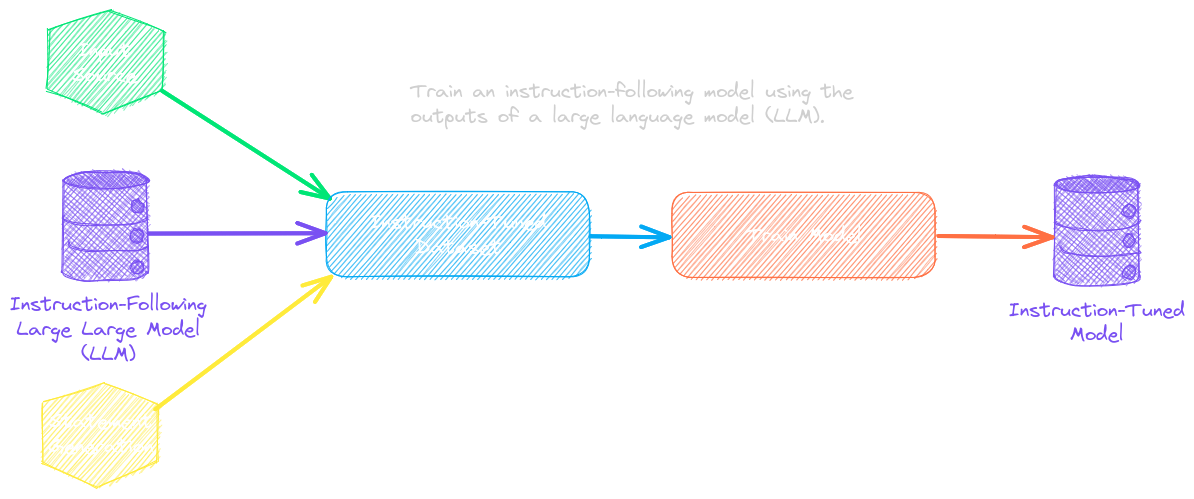 Input
Source
Train an instruction-following model using the
outputs of a large language model (LLM).
Instruction-Tuned
Dataset
Train Model
Instruction-Following
Large Large Model
(LLM)
Instruction-Tuned
Model
Statement